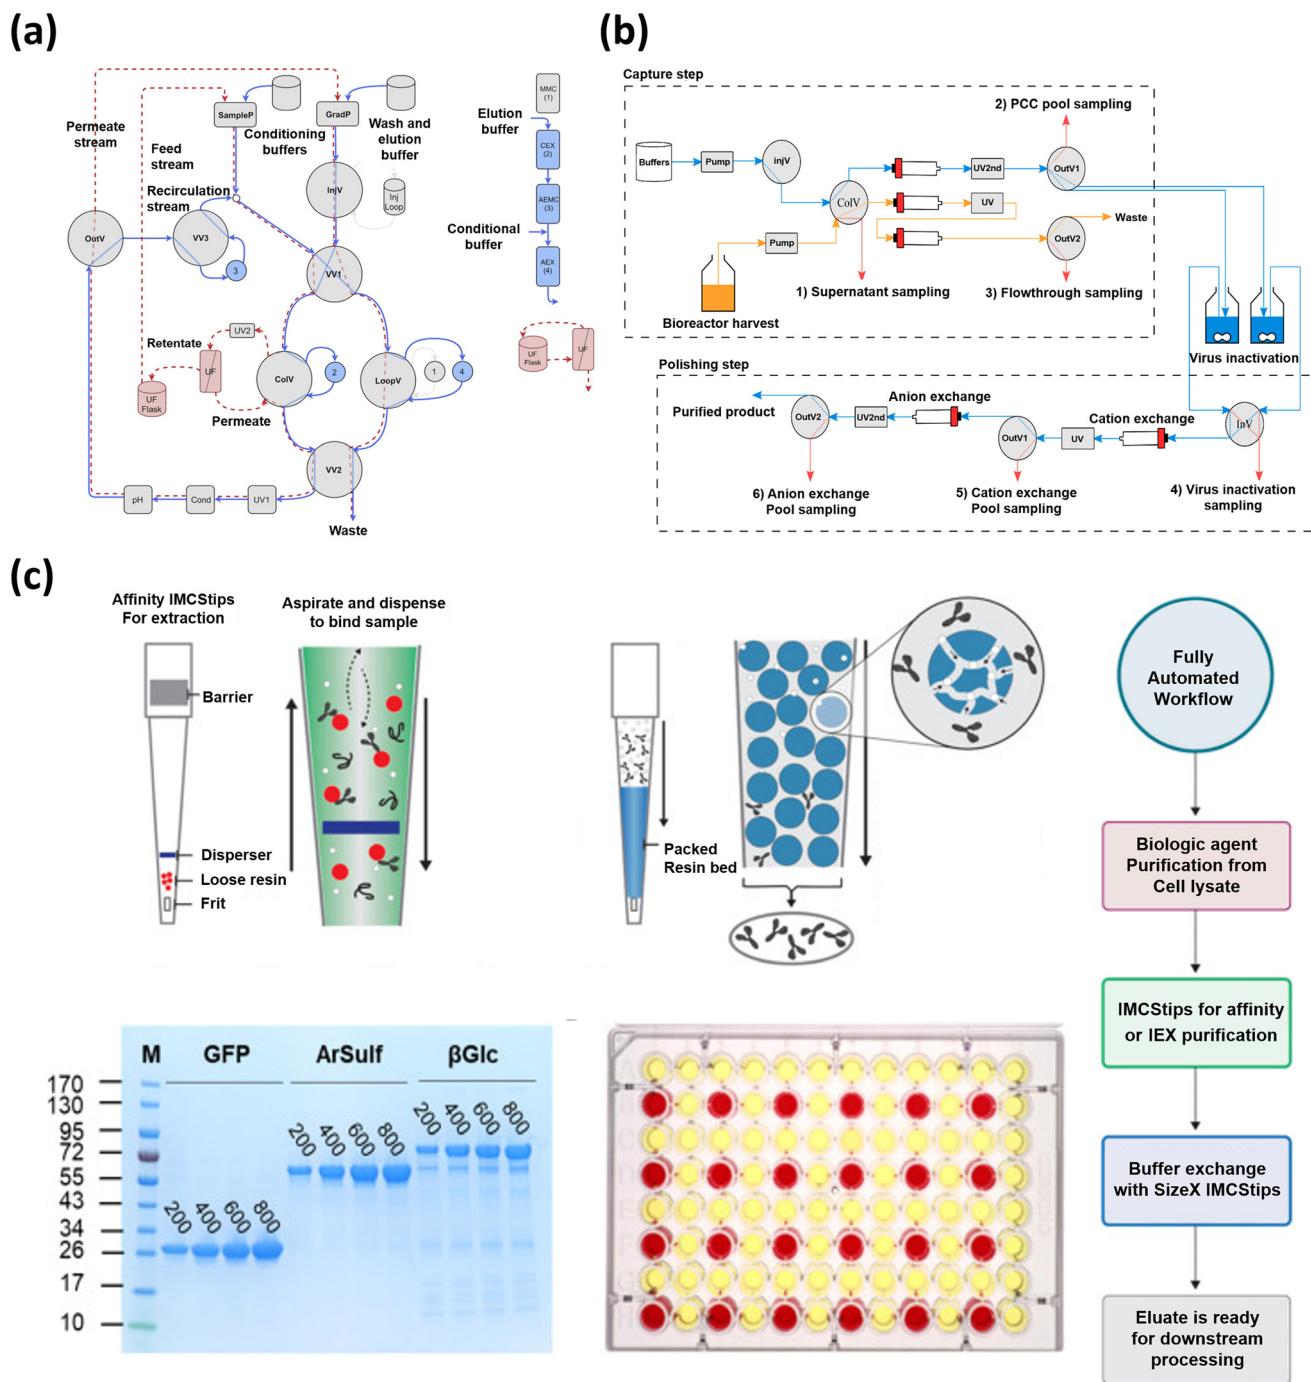 (a)
Permeate
stream
SampleP
GradP
Conditioning
buffers
Wash and
elution
buffer
Feed
stream
Recirculation
stream
InjV
Inj
Loop
OutV
VV3
3
VV1
Retentate
UV2
UF
UF
Flask
ColV
2
LoopV
1
4
Permeate
VV2
pH
Cond
UV1
Waste
MMC
(1)
Elution
buffer
CEX
(2)
AEMC
(3)
Conditional
buffer
AEX
(4)
UF
Flask
UF
(b)
Capture step
2) PCC pool sampling
Buffers
Pump
injV
UV2nd
OutV1
ColV
UV
Waste
Pump
OutV2
1) Supernatant sampling
3) Flowthrough sampling
Bioreactor harvest
Virus inactivation
Polishing step
Purified product
OutV2
UV2nd
Anion exchange
OutV1
UV
Cation exchange
InV
6) Anion exchange
Pool sampling
5) Cation exchange
Pool sampling
4) Virus inactivation
sampling
(c)
Affinity IMCStips
For extraction
Aspirate and dispense
to bind sample
Barrier
Disperser
Loose resin
Frit
Packed
Resin bed
Fully
Automated
Workflow
Biologic agent
Purification from
Cell lysate
IMCStips for affinity
or IEX purification
Buffer exchange
with SizeX IMCStips
Eluate is ready
for downstream
processing
M
GFP
ArSulf
βGlc
170
130
95
72
55
43
34
26
17
10
200
400
600
800
200
400
600
800
200
400
600
800